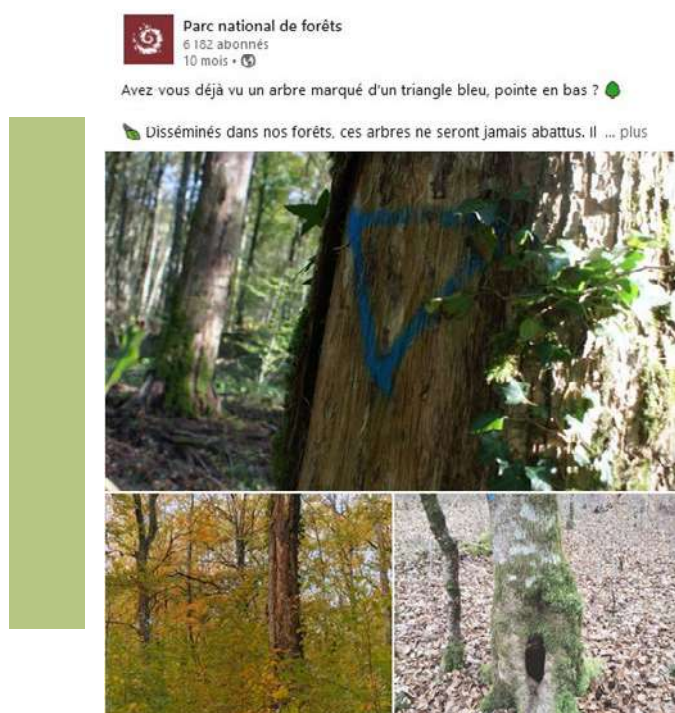 Parc national de forêts
6 182 abonnés
10 mois •
Avez vous déjà vu un arbre marqué d'un triangle bleu, pointe en bas ?
Disséminés dans nos forêts, ces arbres ne seront jamais abattus. Il ... plus